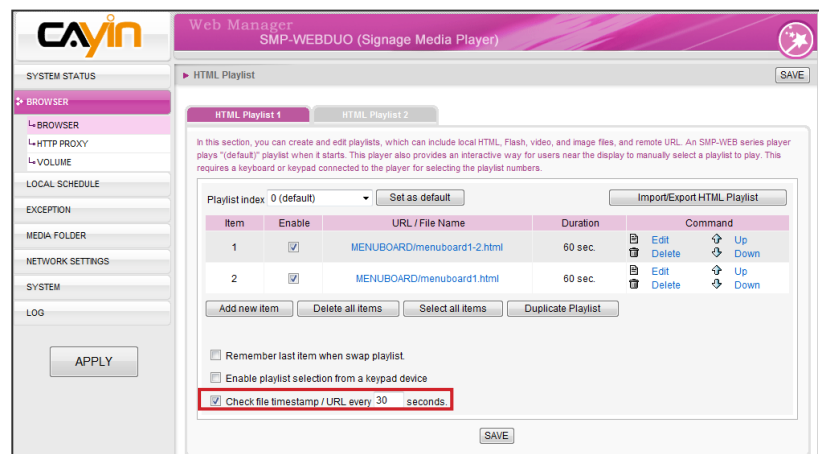 CAYIN
Web Manager
SMP-WEBDUO (Signage Media Player)
SYSTEM STATUS
BROWSER
BROWSER
HTTP PROXY
VOLUME
LOCAL SCHEDULE
EXCEPTION
MEDIA FOLDER
NETWORK SETTINGS
SYSTEM
LOG
APPLY
HTML Playlist
SAVE
HTML Playlist 1
HTML Playlist 2
In this section, you can create and edit playlists, which can include local HTML, Flash, video, and image files, and remote URL. An SMP-WEB series player
plays "(default)" playlist when it starts. This player also provides an interactive way for users near the display to manually select a playlist to play. This
requires a keyboard or keypad connected to the player for selecting the playlist numbers.
Playlist index 0 (default) Set as default Import/Export HTML Playlist
Item Enable URL / File Name Duration Command
1 MENUBOARD/menuboard1-2.html 60 sec. Edit Up
Delete Down
2 MENUBOARD/menuboard1.html 60 sec. Edit Up
Delete Down
Add new item Delete all items Select all items Duplicate Playlist
Remember last item when swap playlist.
Enable playlist selection from a keypad device
Check file timestamp / URL every 30 seconds.
SAVE